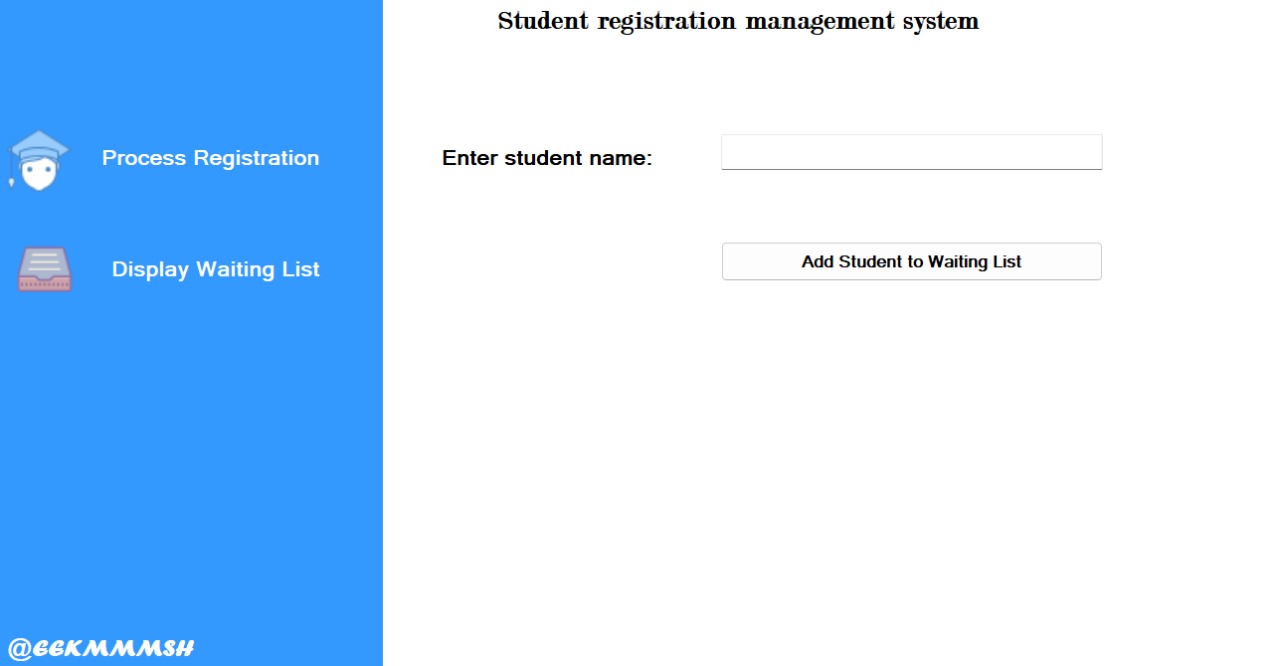 Student registration management system
Process Registration
Enter student name:
Add Student to Waiting List
Display Waiting List
@EEKMMMSH